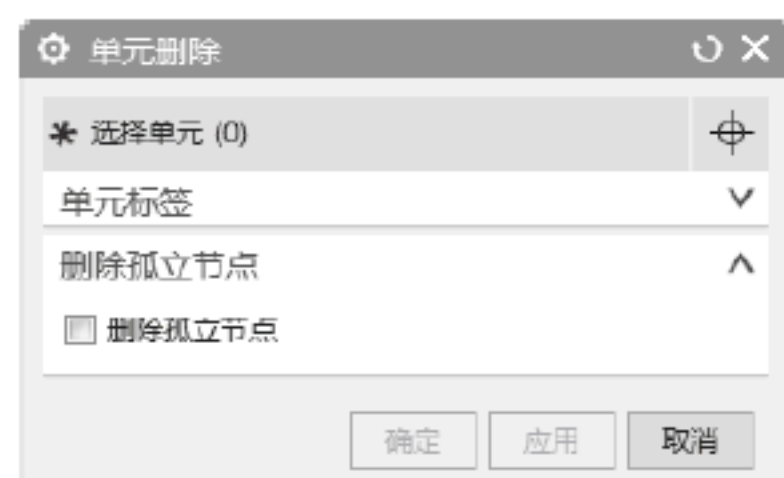 单元删除
选择单元 (0)
单元标签
删除孤立节点
删除孤立节点
确定 应用 取消